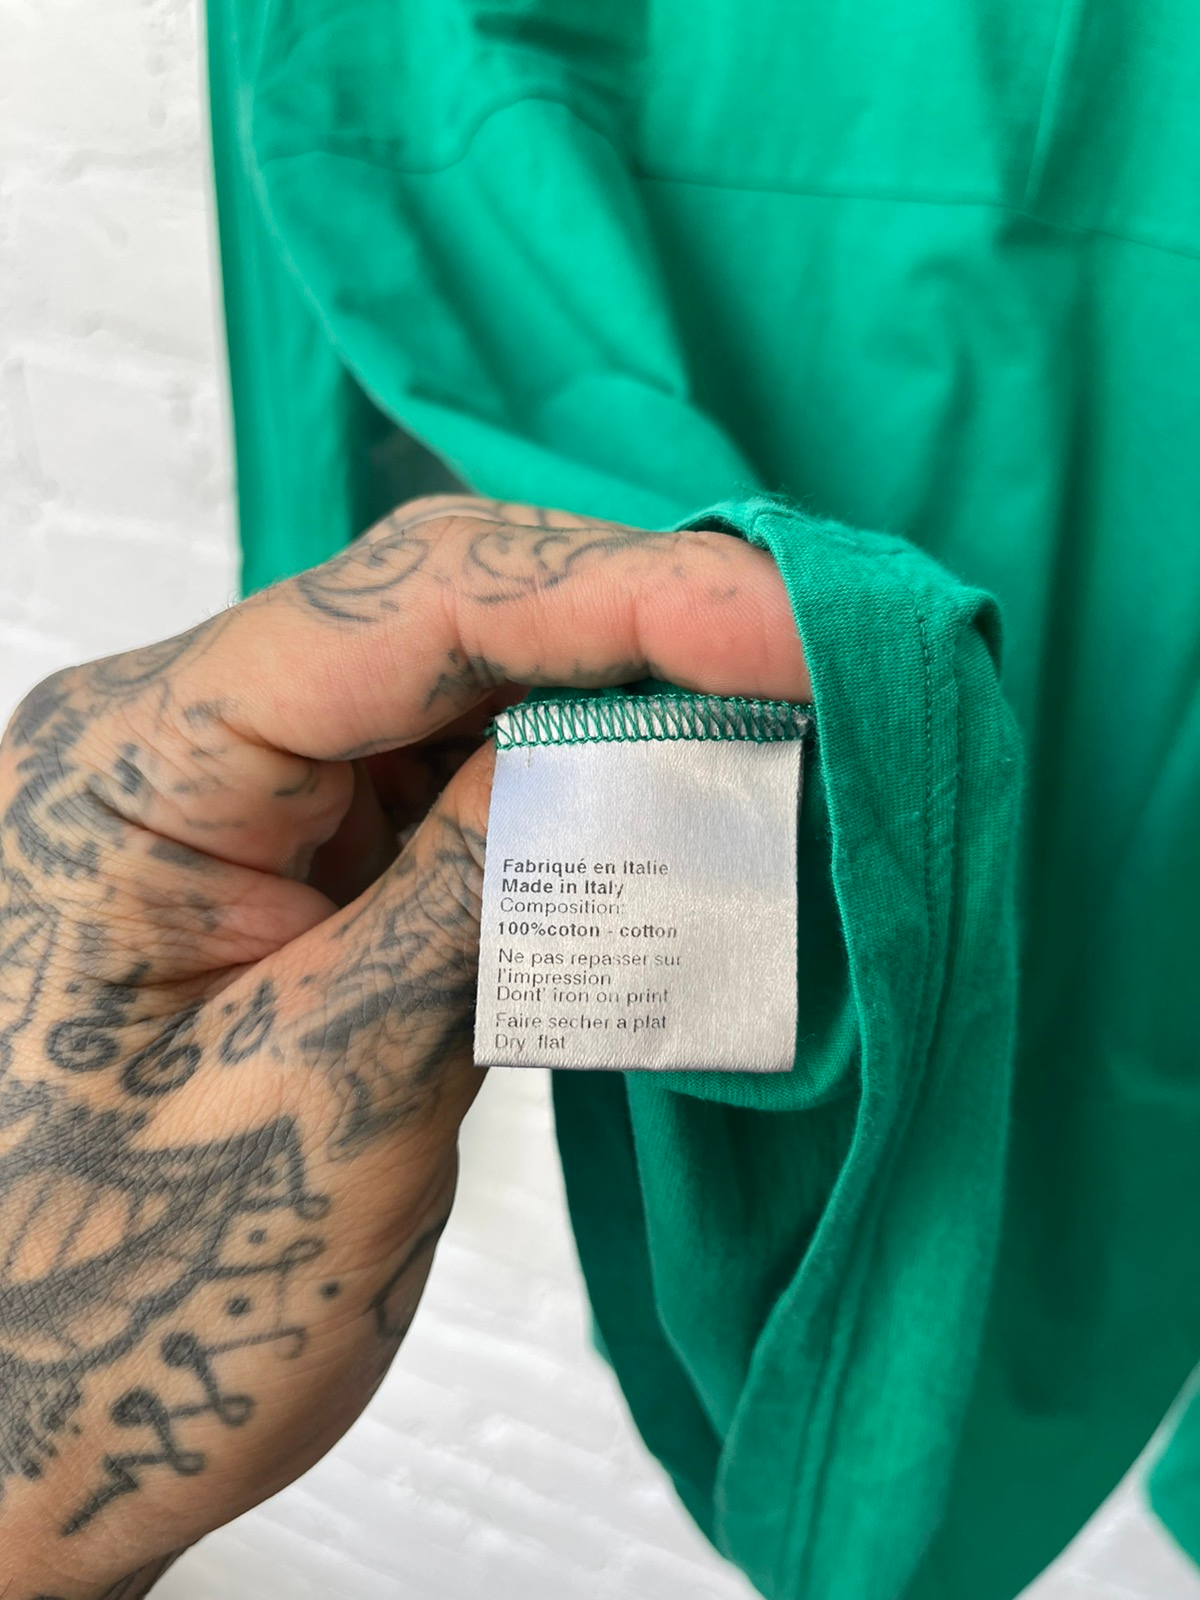 Fabriqué en Italie
Made in Italy
Composition:
100%coton - cotton
Ne pas repasser sur
l'impression
Dont' iron on print
Faire secher a plat
Dry flat
666